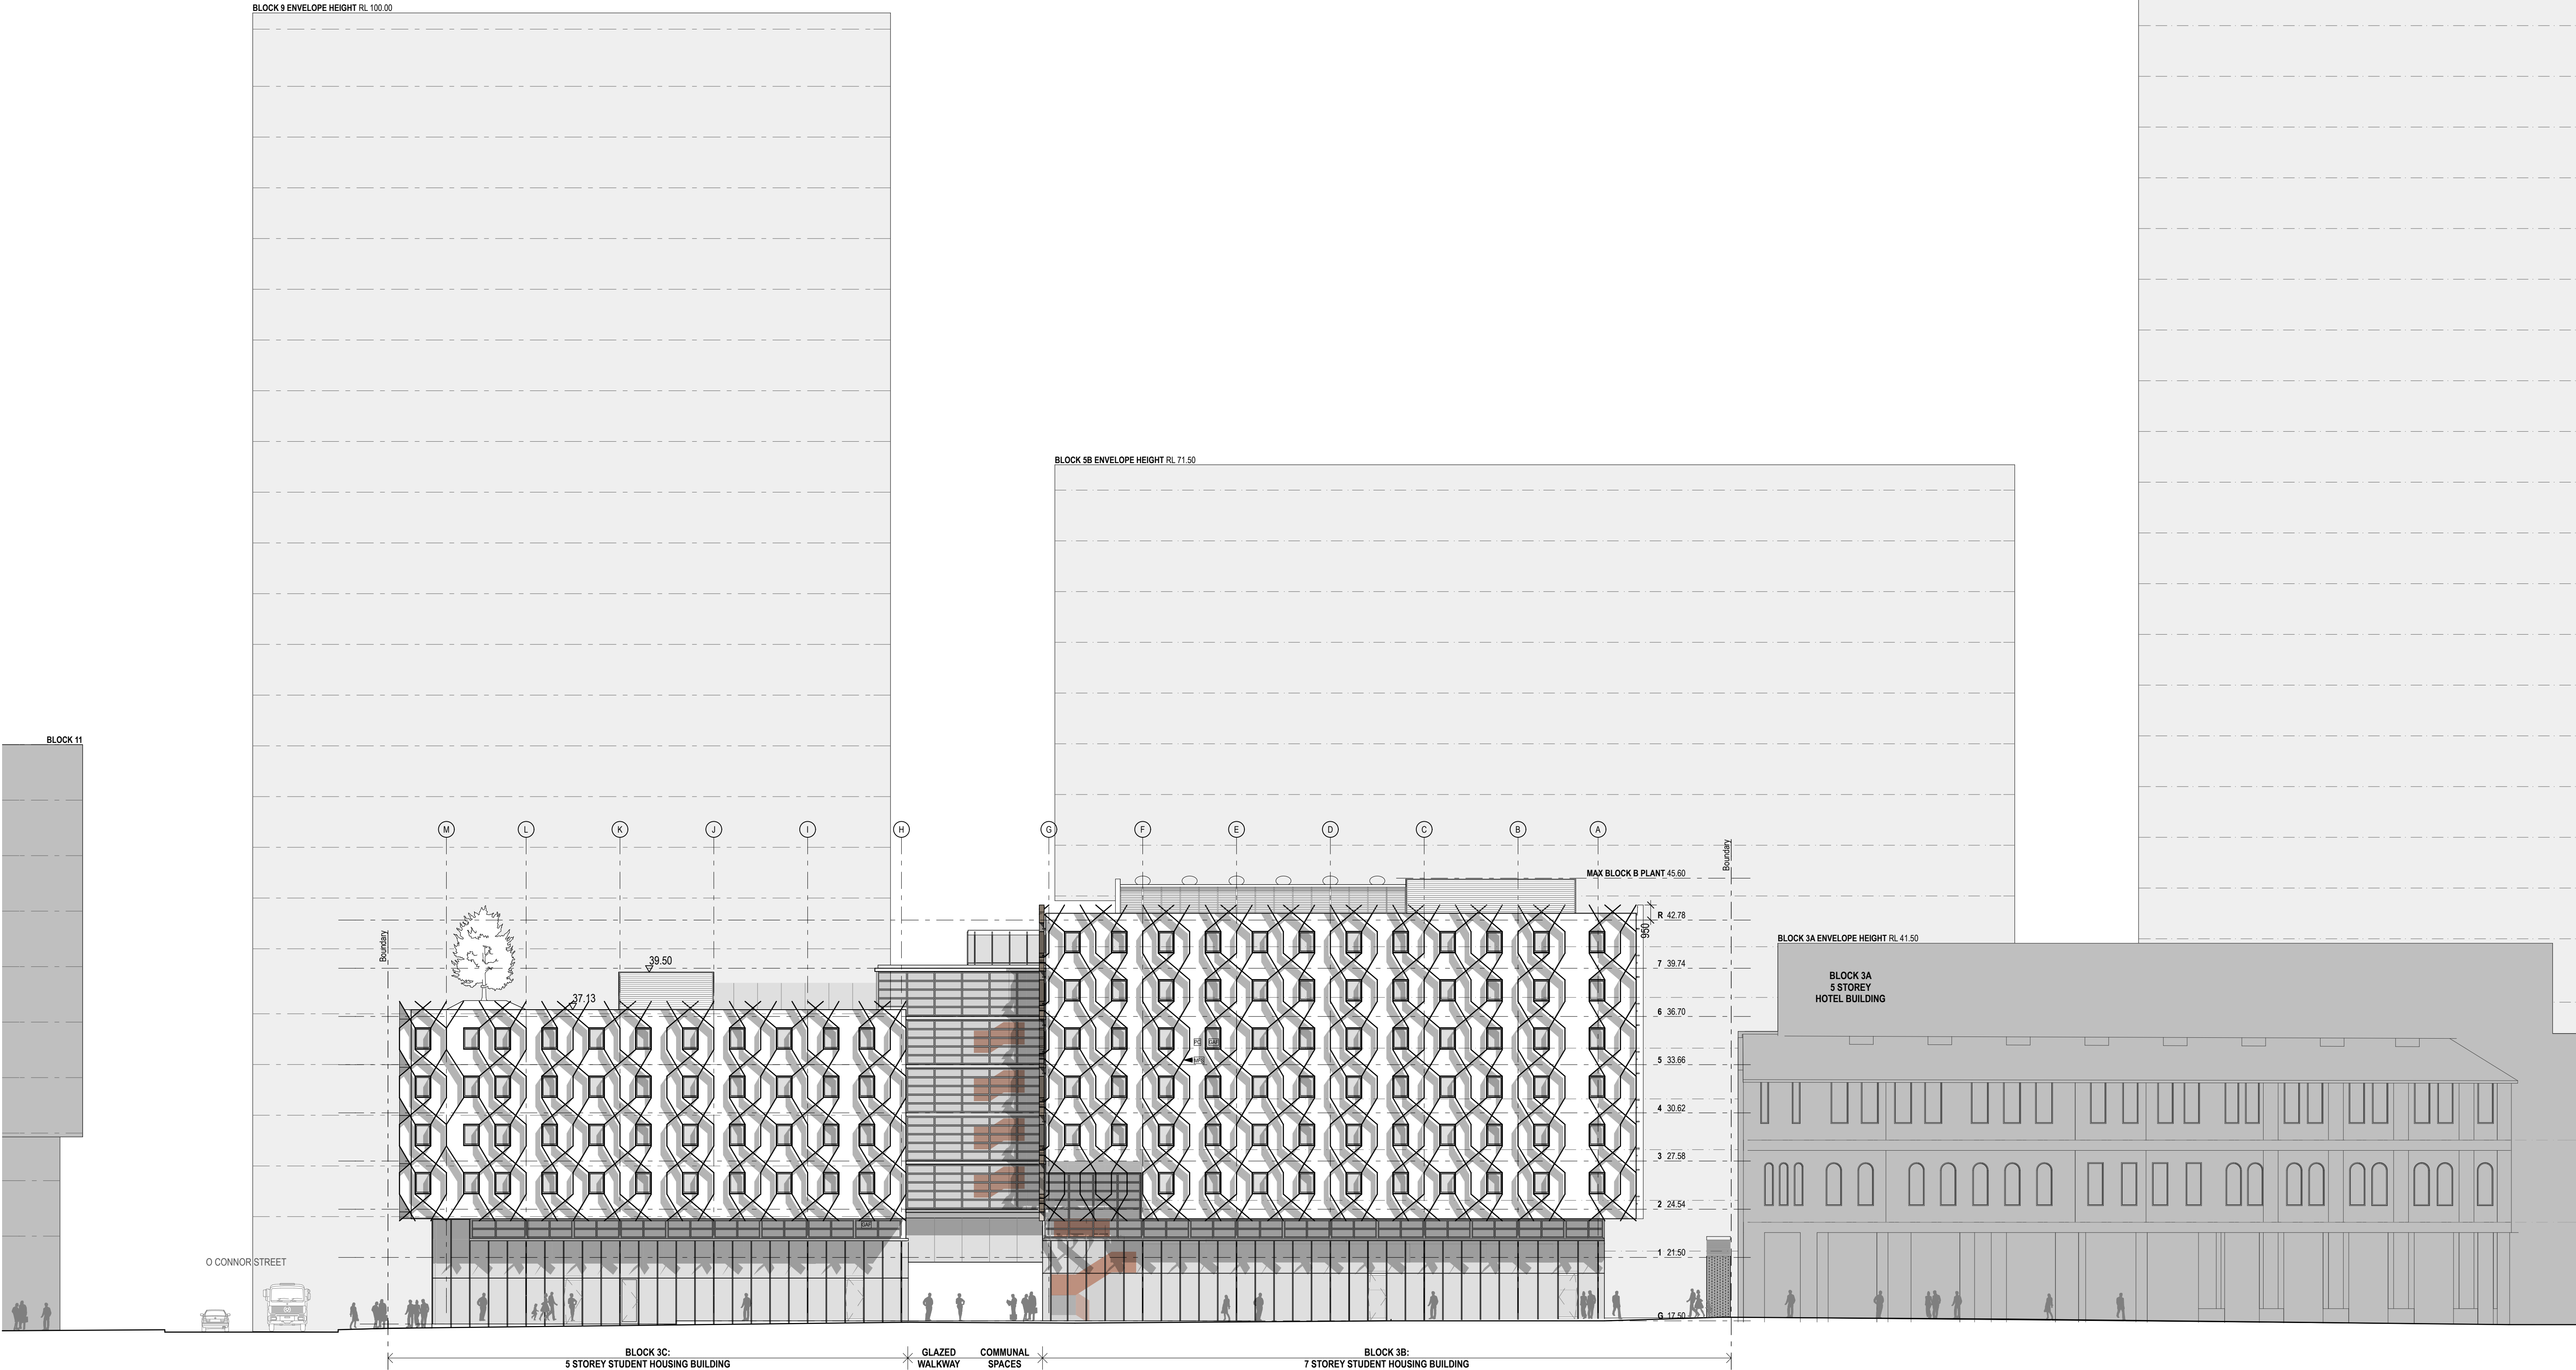 BLOCK 9 ENVELOPE HEIGHT RL 100.00
BLOCK 5B ENVELOPE HEIGHT RL 71.50
BLOCK 11
M L K J I H G F E D C B A
Boundary
Boundary
MAX BLOCK B PLANT 45.60
R 42.78
950
BLOCK 3A ENVELOPE HEIGHT RL 41.50
39.50
7 39.74
BLOCK 3A
5 STOREY
HOTEL BUILDING
37.13
6 36.70
PC GAP
MF8
5 33.66
4 30.62
3 27.58
2 24.54
GAP
1 21.50
O CONNOR STREET
G 17.50
BLOCK 3C:
5 STOREY STUDENT HOUSING BUILDING
GLAZED
WALKWAY
COMMUNAL
SPACES
BLOCK 3B:
7 STOREY STUDENT HOUSING BUILDING